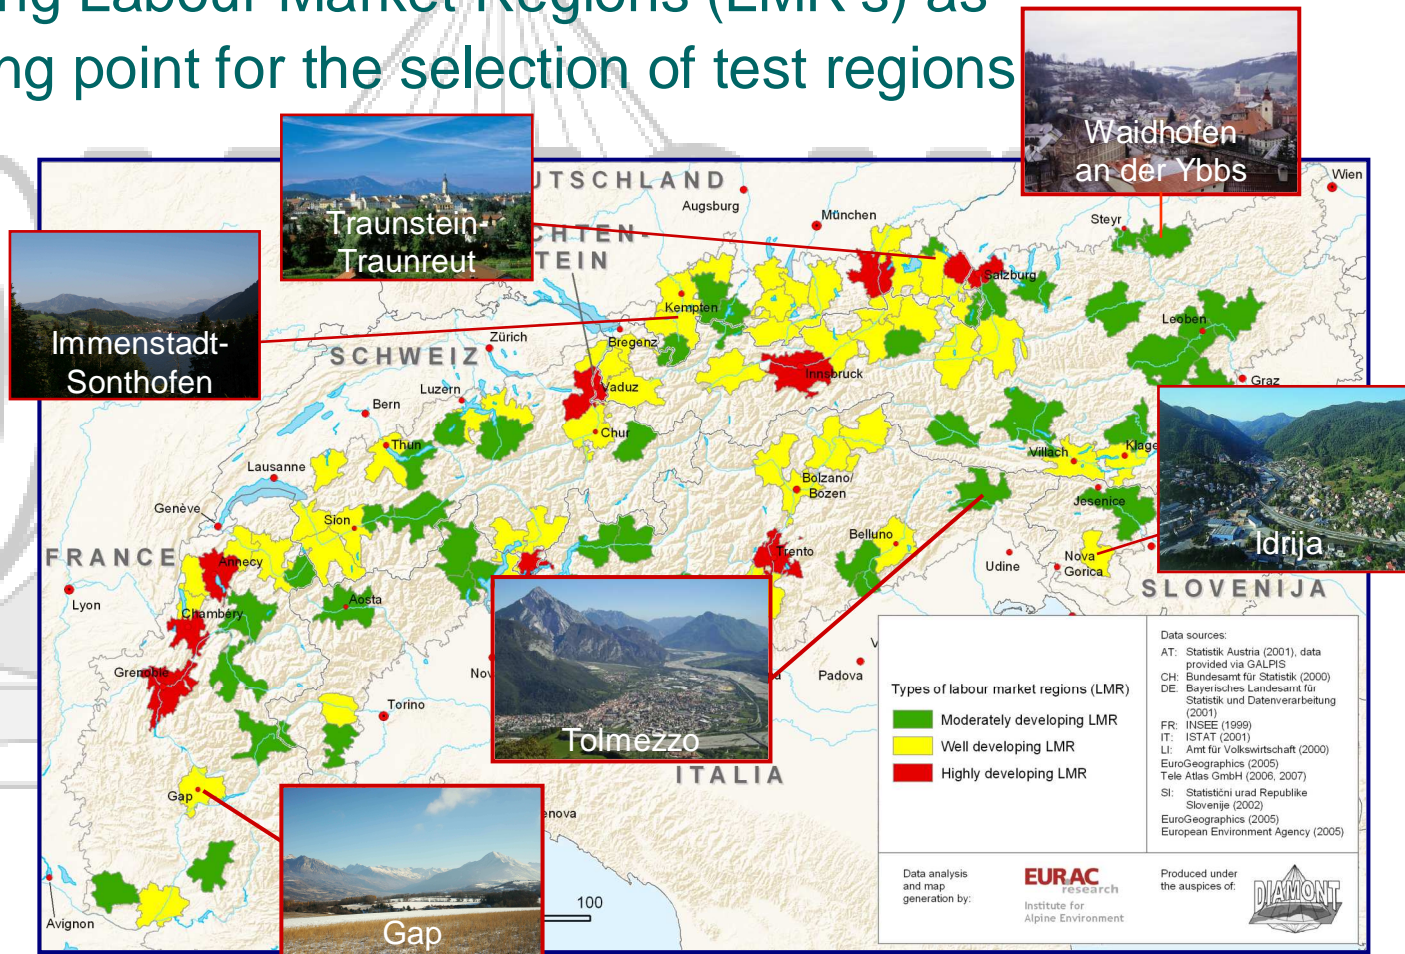 ng Labour Market Regions (LMR's) as
ng point for the selection of test regions
Waidhofen
an der Ybbs
Wien
UTSCHLAND
Augsburg
München
Steyr
Traunstein-
Traunreut
CHTEN-
TEIN
Salzburg
Kempten
Leoben
Immenstadt-
Sonthofen
Zürich
Bregenz
SCHWEIZ
Innsbruck
Graz
Luzern
Vaduz
Bern
Chur
Thun
Villach
Klage
Lausanne
Bolzano/
Bozen
Jesenice
Genève
Sion
Belluno
Idrija
FRANCE
Annecy
Trento
Udine
Nova
Gorica
SLOVENIJA
Lyon
Aosta
Chambéry
Grenoble
Nov
Padova
Torino
Tolmezzo
ITALIA
Gap
enova
100
Gap
Avignon
Types of labour market regions (LMR)
Moderately developing LMR
Well developing LMR
Highly developing LMR
Data sources:
AT: Statistik Austria (2001), data
provided via GALPIS
CH: Bundesamt für Statistik (2000)
DE: Bayerisches Landesamt für
Statistik und Datenverarbeitung
(2001)
FR: INSEE (1999)
IT: ISTAT (2001)
LI: Amt für Volkswirtschaft (2000)
EuroGeographics (2005)
Tele Atlas GmbH (2006, 2007)
SI: Statistični urad Republike
Slovenije (2002)
EuroGeographics (2005)
European Environment Agency (2005)
Data analysis
and map
generation by:
EURAC
research
Institute for
Alpine Environment
Produced under
the auspices of:
DIAMONT